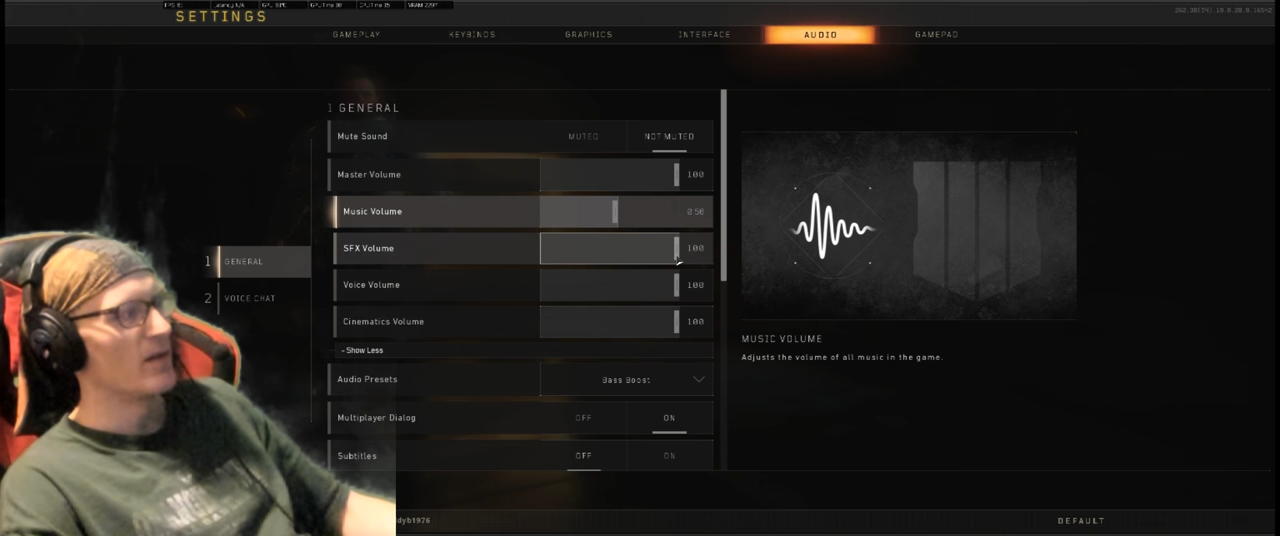 SETTINGS
GAMEPLAY KEYBINDS GRAPHICS INTERFACE AUDIO GAMEPAD
1 GENERAL
Mute Sound MUTED NOT MUTED
Master Volume 100
Music Volume
SFX Volume 100
Voice Volume 100
Cinematics Volume 100
- Show Less
Audio Presets Bass Boost
Multiplayer Dialog OFF ON
Subtitles OFF ON
1 GENERAL
2 VOICE CHAT
MUSIC VOLUME
Adjusts the volume of all music in the game.
dyb1976
DEFAULT